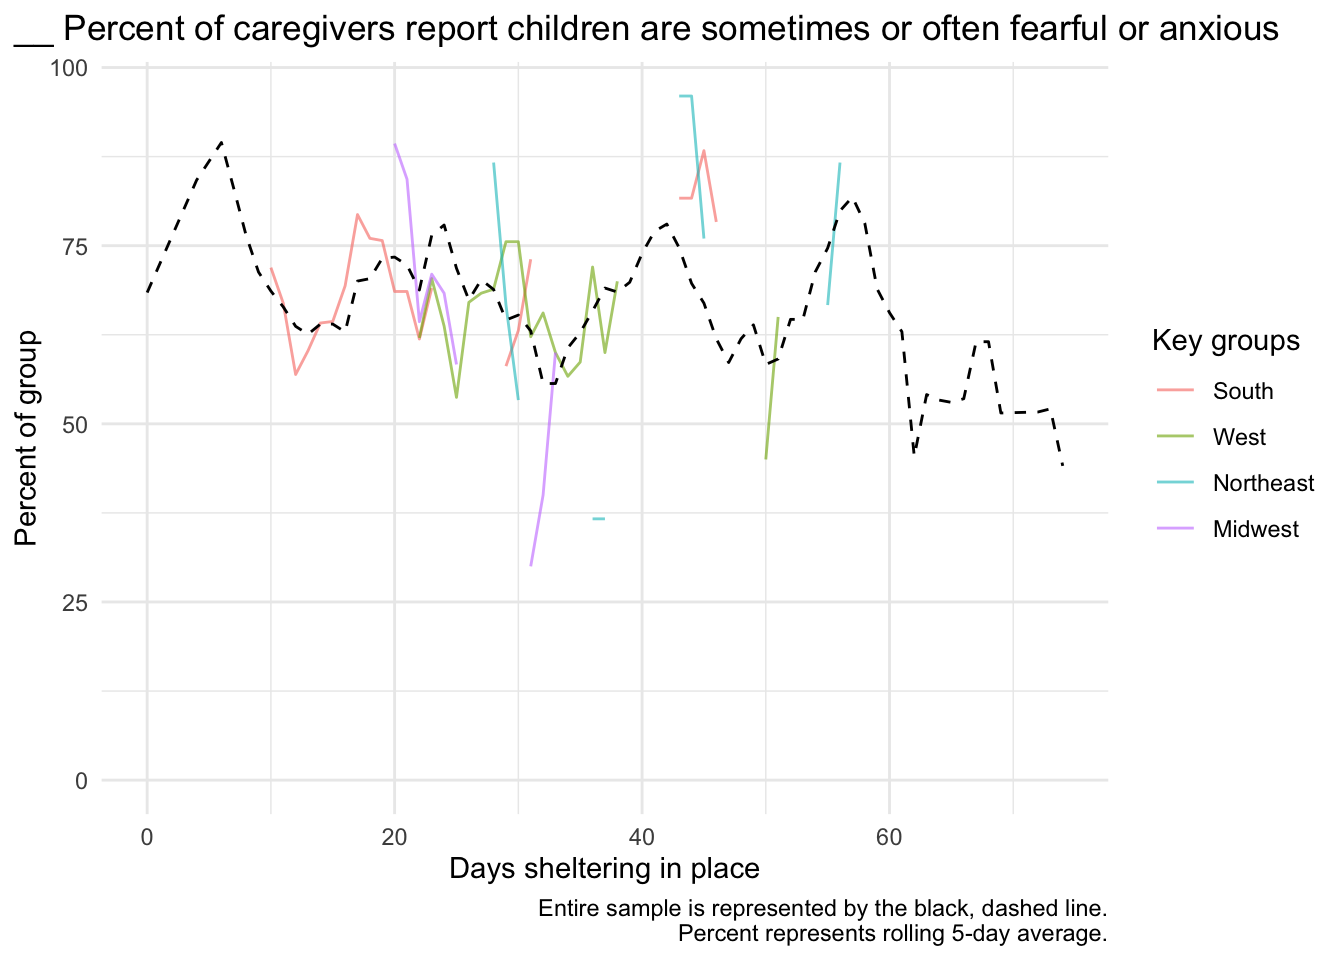 __ Percent of caregivers report children are sometimes or often fearful or anxious
100
75
50
25
0
Percent of group
0 20 40 60
Days sheltering in place
Key groups
South
West
Northeast
Midwest
Entire sample is represented by the black, dashed line.
Percent represents rolling 5-day average.